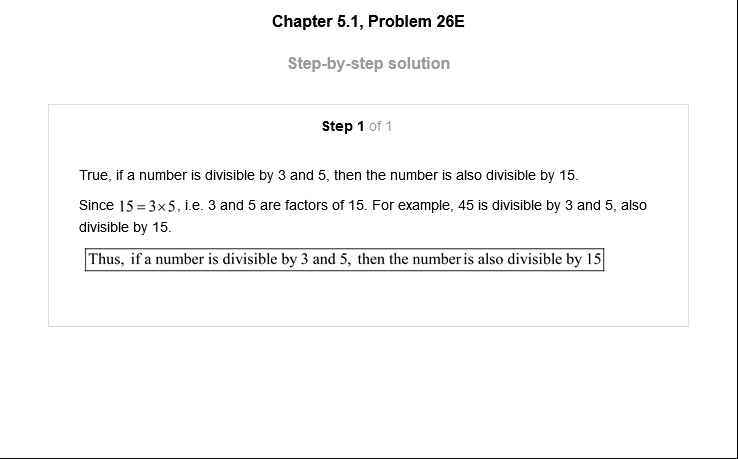 Chapter 5.1, Problem 26E
Step-by-step solution
Step 1 of 1
True, if a number is divisible by 3 and 5, then the number is also divisible by 15.
Since 15=3×5, i.e. 3 and 5 are factors of 15. For example, 45 is divisible by 3 and 5, also
divisible by 15.
Thus, if a number is divisible by 3 and 5, then the number is also divisible by 15